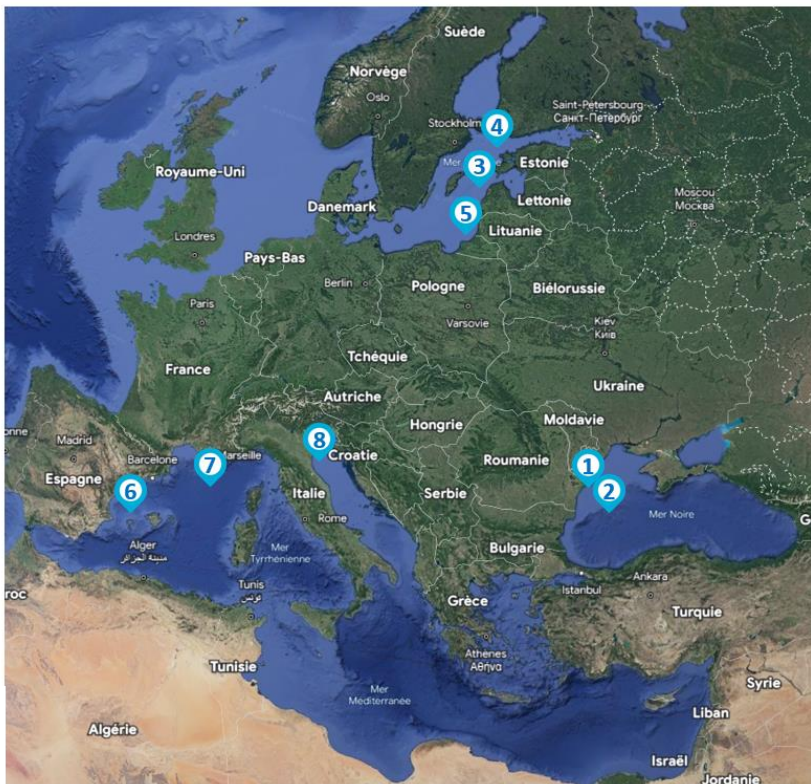 Suède
Norvège
Oslo
Saint-Pétersbourg
Санкт-Петербург
4
Stockholm
3
Estonie
Royaume-Uni
Lettonie
Moscou
Москва
Danemark
5
Lituanie
Londres
Pays-Bas
Berlin
Pologne
Biélorussie
Varsovie
Paris
Kiev
Київ
Tchéquie
France
Ukraine
Autriche
Hongrie
Moldavie
8
Croatie
Madrid
Barcelone
7
Marseille
Roumanie
1
Espagne
6
Italie
Serbie
2
Rome
Mer Noire
Alger
مدينة الجزائر
Mer
Tyrrhénienne
Bulgarie
Tunis
تونس
Istanbul
Ankara
Grèce
Turquie
Athènes
Αθήνα
Tunisie
Syrie
Mer
Méditerranée
Liban
Algérie
Israël
Jordanie